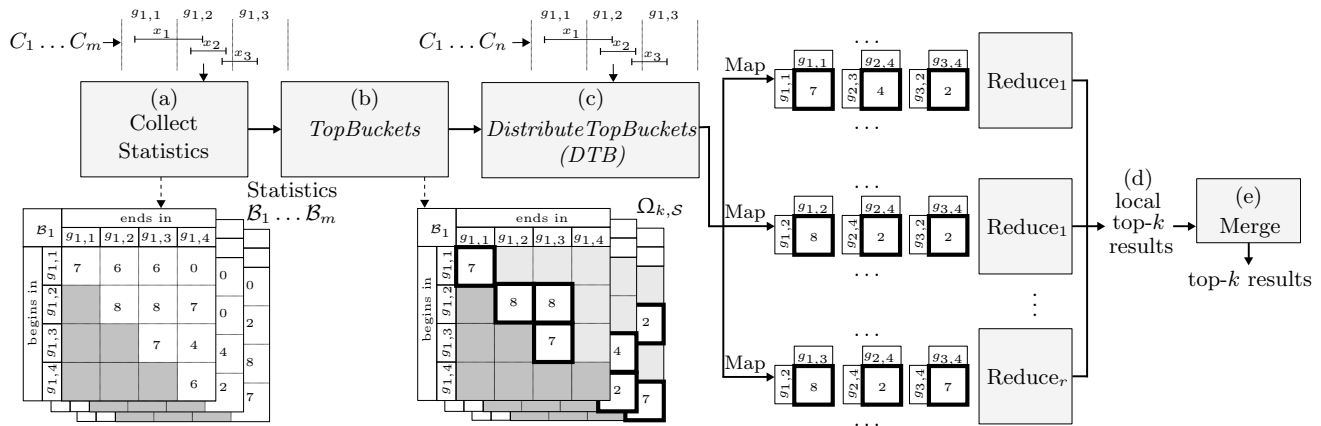 g1,1 g1,2 g1,3
C1 … Cm
x1
x2
x3
(a)
Collect
Statistics
(b)
TopBuckets
g1,1 g1,2 g1,3
C1 … Cn
x1
x2
x3
(c)
DistributeTopBuckets
(DTB)
Statistics
B1 … Bm
B1
ends in
g1,1 g1,2 g1,3 g1,4
begins in
g1,1 7 6 6 0
g1,2 8 8 7
g1,3 7 4
g1,4 6
0
0
4
2
2
8
7
Ωk,S
B1
ends in
g1,1 g1,2 g1,3 g1,4
begins in
g1,1 7
g1,2 8 8
g1,3 7
g1,4
4
2
2
7
Map
…
g1,1 g2,4 g3,4
g1,1 7 g2,3 4 g3,2 2
…
Reduce1
Map
…
g1,2 g2,4 g3,4
g1,2 8 g2,4 2 g3,2 2
…
Reduce1
⋮
Map
…
g1,3 g2,4 g3,4
g1,2 8 g2,4 2 g3,4 7
…
Reducer
(d)
local
top-k
results
(e)
Merge
top-k results